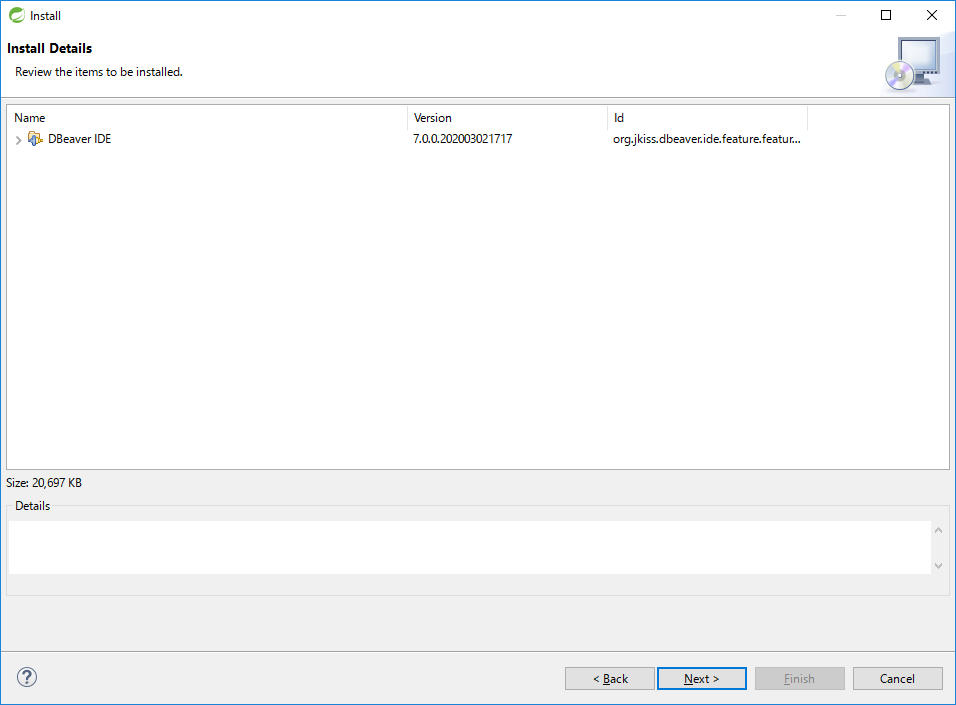 Install
Install Details
Review the items to be installed.
Name Version Id
DBeaver IDE 7.0.0.202003021717 org.jkiss.dbeaver.ide.feature.featur...
Size: 20,697 KB
Details
? < Back Next > Finish Cancel